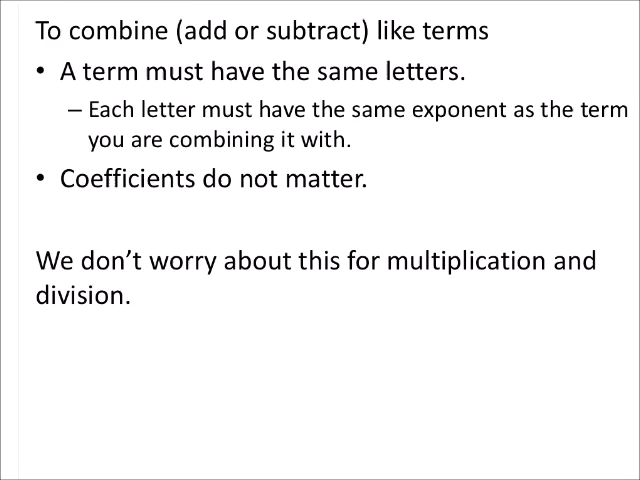 To combine (add or subtract) like terms
• A term must have the same letters.
– Each letter must have the same exponent as the term
you are combining it with.
• Coefficients do not matter.
We don’t worry about this for multiplication and
division.